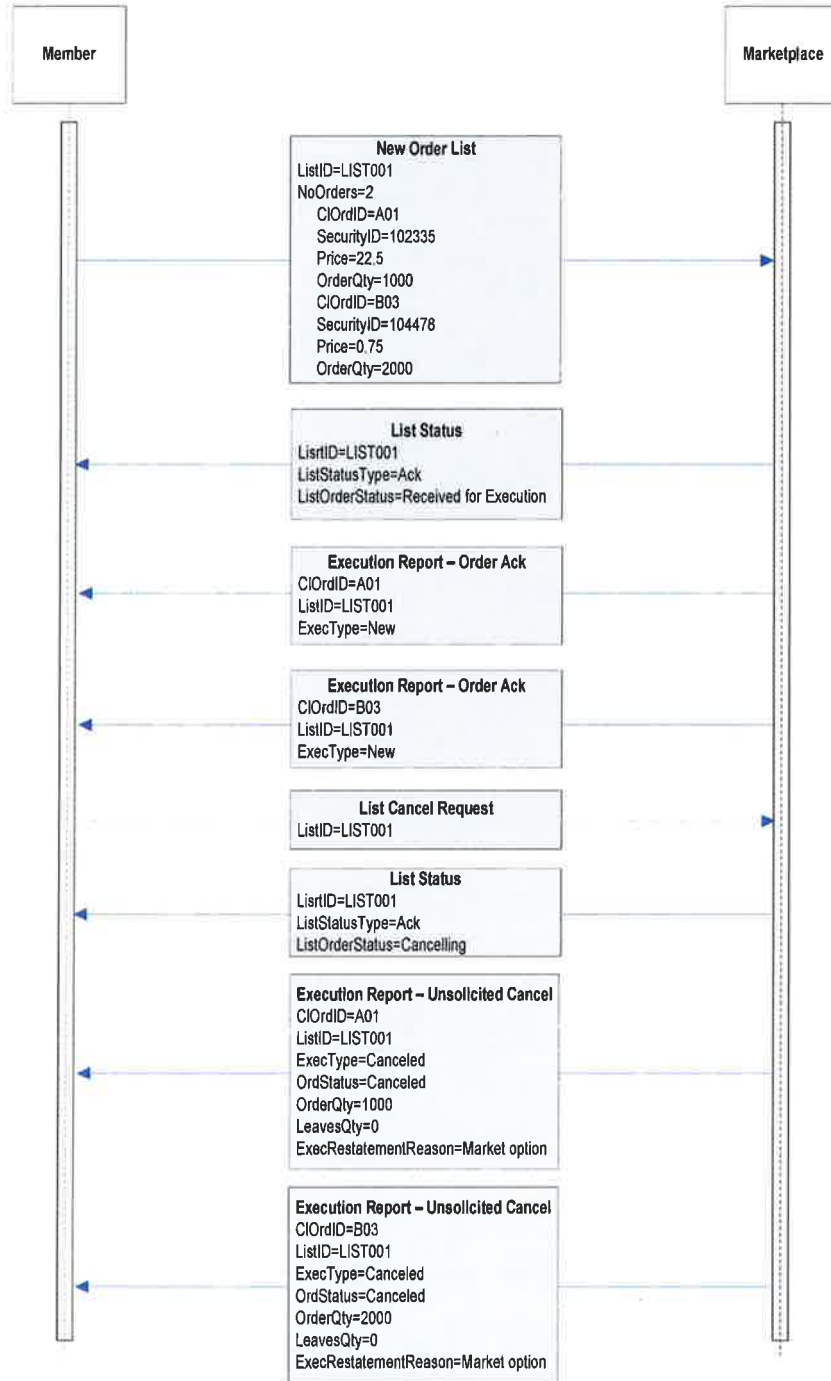 Member
Marketplace
New Order List
ListID=LIST001
NoOrders=2
ClOrdID=A01
SecurityID=102335
Price=22,5
OrderQty=1000
ClOrdID=B03
SecurityID=104476
Price=0,75
OrderQty=2000
List Status
LisrtID=LIST001
ListStatusType=Ack
ListOrderStatus=Received for Execution
Execution Report – Order Ack
ClOrdID=A01
ListID=LIST001
ExecType=New
Execution Report – Order Ack
ClOrdID=B03
ListID=LIST001
ExecType=New
List Cancel Request
ListID=LIST001
List Status
LisrtID=LIST001
ListStatusType=Ack
ListOrderStatus=Cancelling
Execution Report – Unsolicited Cancel
ClOrdID=A01
ListID=LIST001
ExecType=Canceled
OrdStatus=Canceled
OrderQty=1000
LeavesQty=0
ExecRestatementReason=Market option
Execution Report – Unsolicited Cancel
ClOrdID=B03
ListID=LIST001
ExecType=Canceled
OrdStatus=Canceled
OrderQty=2000
LeavesQty=0
ExecRestatementReason=Market option